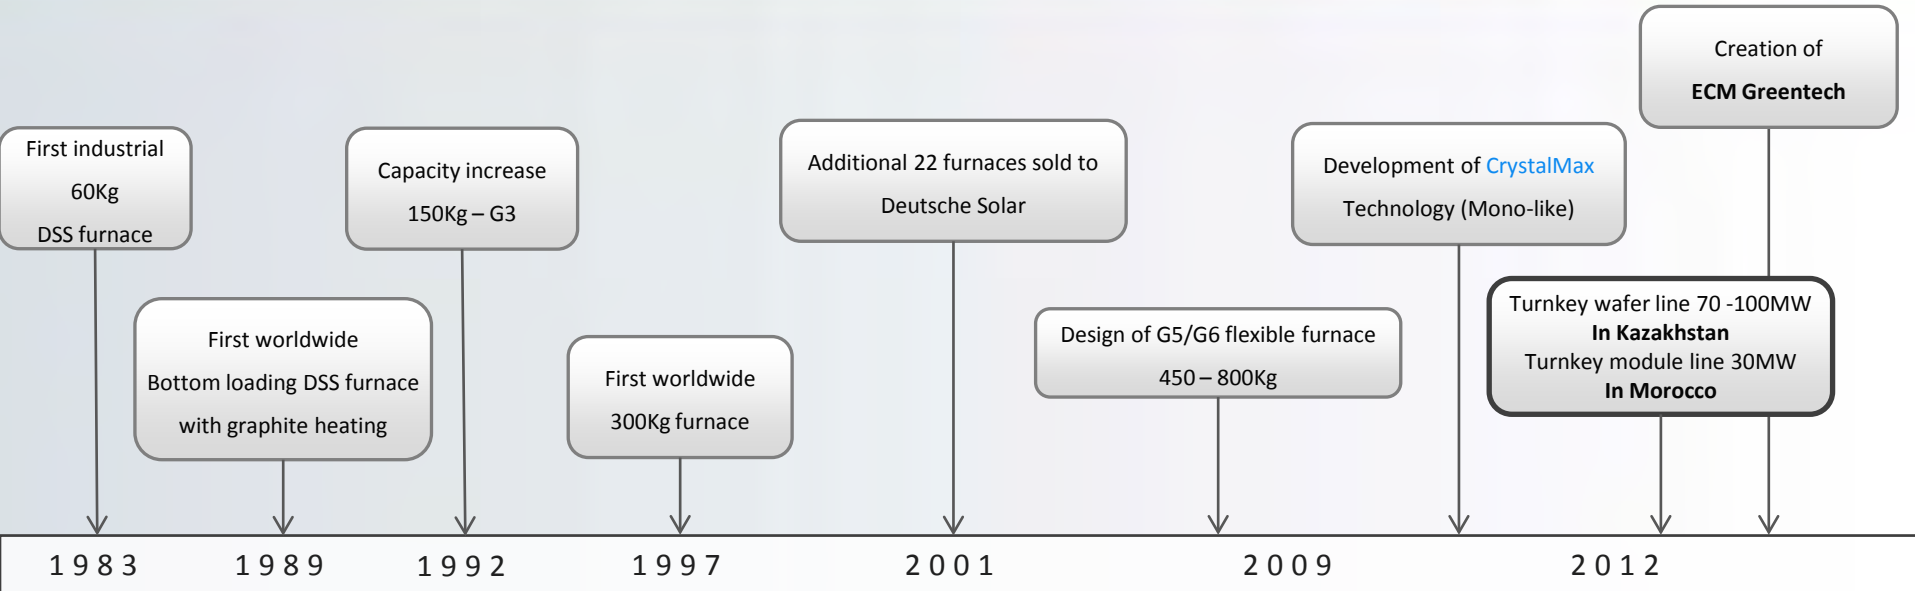 First industrial
60Kg
DSS furnace
First worldwide
Bottom loading DSS furnace
with graphite heating
Capacity increase
150Kg – G3
First worldwide
300Kg furnace
Additional 22 furnaces sold to
Deutsche Solar
Design of G5/G6 flexible furnace
450 – 800Kg
Development of CrystalMax
Technology (Mono-like)
Turnkey wafer line 70 -100MW
In Kazakhstan
Turnkey module line 30MW
In Morocco
Creation of
ECM Greentech
1983 1989 1992 1997 2001 2009 2012